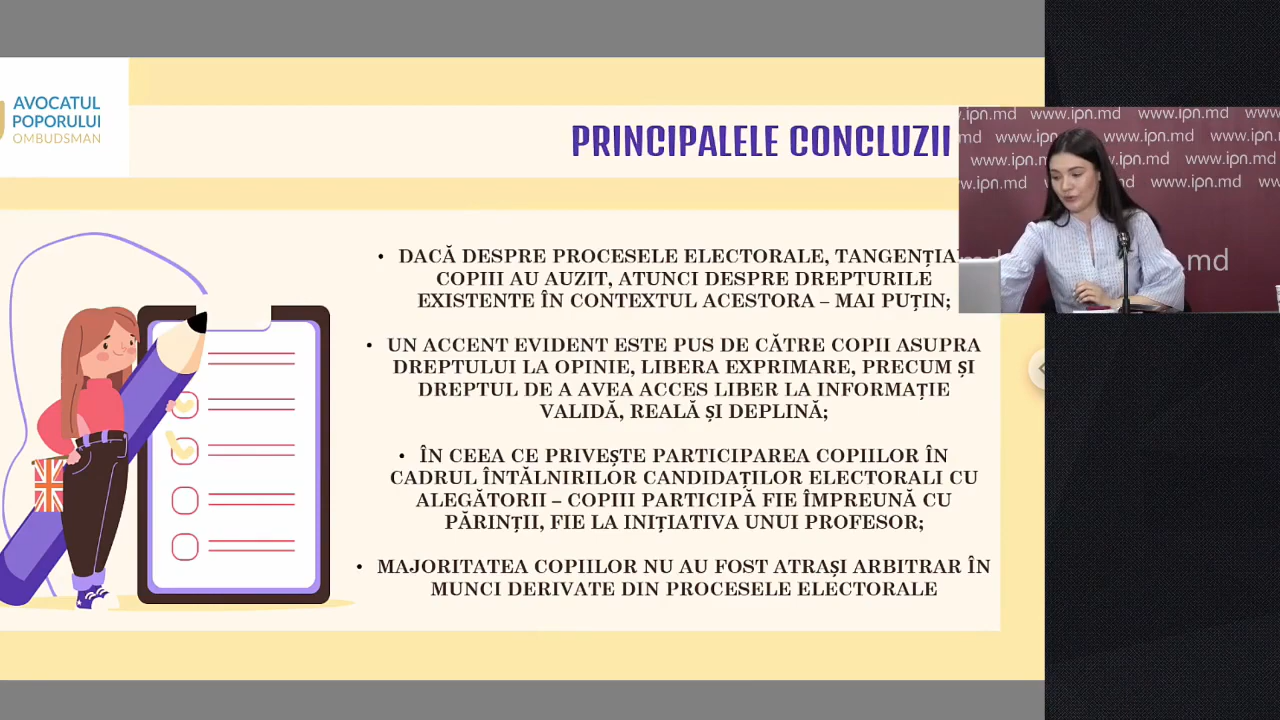 AVOCATUL
POPORULUI
OMBUDSMAN
PRINCIPALELE CONCLUZII
• DACĂ DESPRE PROCESELE ELECTORALE,
COPIII AU AUZIT, ATUNCI DESPRE DREPTURILE
EXISTENTE ÎN CONTEXTUL ACESTORA – MAI PUȚIN;
• UN ACCENT EVIDENT ESTE PUS DE CĂTRE COPII ASUPRA
DREPTULUI LA OPINIE, LIBERA EXPRIMARE, PRECUM ȘI
DREPTUL DE A AVEA ACCES LIBER LA INFORMAȚIE
VALIDĂ, REALĂ ȘI DEPLINĂ;
• ÎN CEEA CE PRIVEȘTE PARTICIPAREA COPIILOR ÎN
CADRUL ÎNTĂLNIRILOR CANDIDAȚILOR ELECTORALI CU
ALEGĂTORII – COPIII PARTICIPĂ FIE ÎMPREUNĂ CU
PĂRINȚII, FIE LA INIȚIATIVA UNUI PROFESOR;
• MAJORITATEA COPIILOR NU AU FOST ATRAȘI ARBITRAR ÎN
MUNCI DERIVATE DIN PROCESELE ELECTORALE
www.ipn.md www.ipn.md
www.ipn.md www.ipn.md www.ipn.md
www.ipn.md www.ipn.md
www.ipn.md
.md